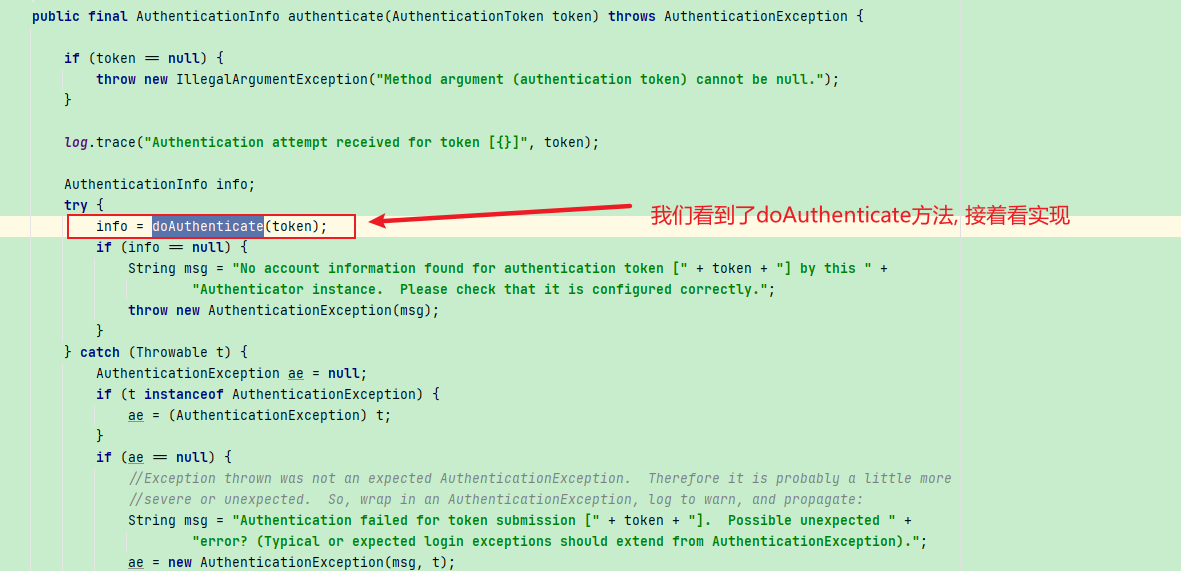 public final AuthenticationInfo authenticate(AuthenticationToken token) throws AuthenticationException {
if (token == null) {
throw new IllegalArgumentException("Method argument (authentication token) cannot be null.");
}
log.trace("Authentication attempt received for token [{}]", token);
AuthenticationInfo info;
try {
info = doAuthenticate(token);
我们看到了doAuthenticate方法, 接着看实现
if (info == null) {
String msg = "No account information found for authentication token [" + token + "] by this " +
"Authenticator instance.  Please check that it is configured correctly.";
throw new AuthenticationException(msg);
}
} catch (Throwable t) {
AuthenticationException ae = null;
if (t instanceof AuthenticationException) {
ae = (AuthenticationException) t;
}
if (ae == null) {
//Exception thrown was not an expected AuthenticationException.  Therefore it is probably a little more
//severe or unexpected.  So, wrap in an AuthenticationException, log to warn, and propagate:
String msg = "Authentication failed for token submission [" + token + "].  Possible unexpected " +
"error? (Typical or expected login exceptions should extend from AuthenticationException).";
ae = new AuthenticationException(msg, t);